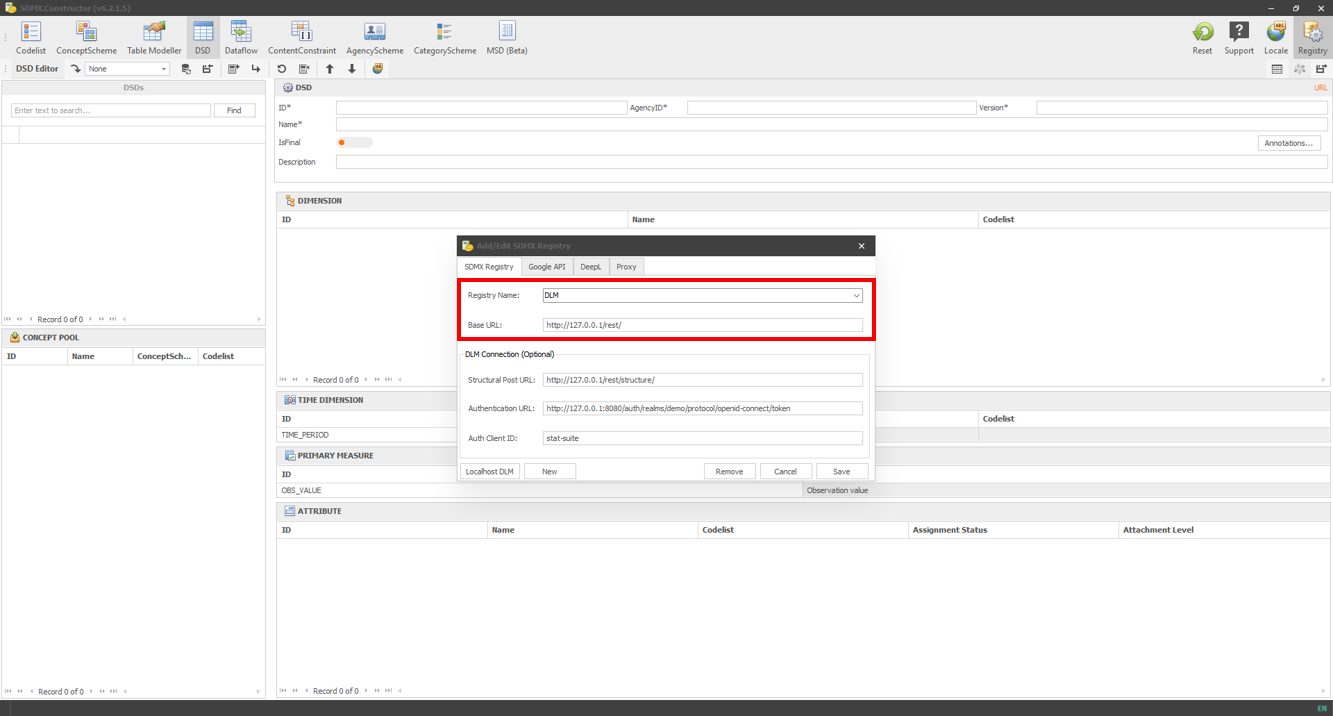 SDMX.Constructor (v6.2.1.5)
Codelist ConceptScheme Table Modeller DSD Dataflow ContentConstraint AgencyScheme CategoryScheme MSD (Beta) Reset Support Locale Registry
DSD Editor None
DSDs
Enter text to search... Find
Record 0 of 0
CONCEPT POOL
ID Name ConceptSch... Codelist
Record 0 of 0
DSD URL
ID* AgencyID* Version*
Name*
IsFinal Annotations...
Description
DIMENSION
ID Name Codelist
Record 0 of 0
TIME DIMENSION
ID Codelist
TIME_PERIOD
PRIMARY MEASURE
ID
OBS_VALUE Observation value
ATTRIBUTE
ID Name Codelist Assignment Status Attachment Level
Record 0 of 0
Add/Edit SDMX Registry
SDMX Registry Google API DeepL Proxy
Registry Name: DLM
Base URL: http://127.0.0.1/rest/
DLM Connection (Optional)
Structural Post URL: http://127.0.0.1/rest/structure/
Authentication URL: http://127.0.0.1:8080/auth/realms/demo/protocol/openid-connect/token
Auth Client ID: stat-suite
Localhost DLM New Remove Cancel Save
EN